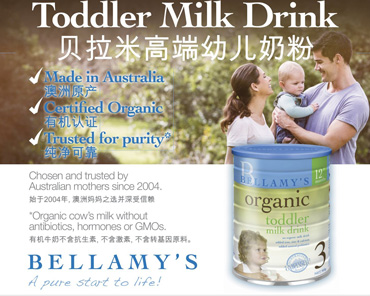 Toddler Milk Drink
贝拉米高端幼儿奶粉
Made in Australia
澳洲原产
Certified Organic
有机认证
Trusted for purity°
纯净可靠
Chosen and trusted by
Australian mothers since 2004.
始于2004年, 澳洲妈妈之选并深受信赖
°Organic cow's milk without
antibiotics, hormones or GMOs.
有机牛奶不含抗生素, 不含激素, 不含转基因原料。
BELLAMY'S
A pure start to life!
BELLAMY'S
organic
toddler
milk drink
3